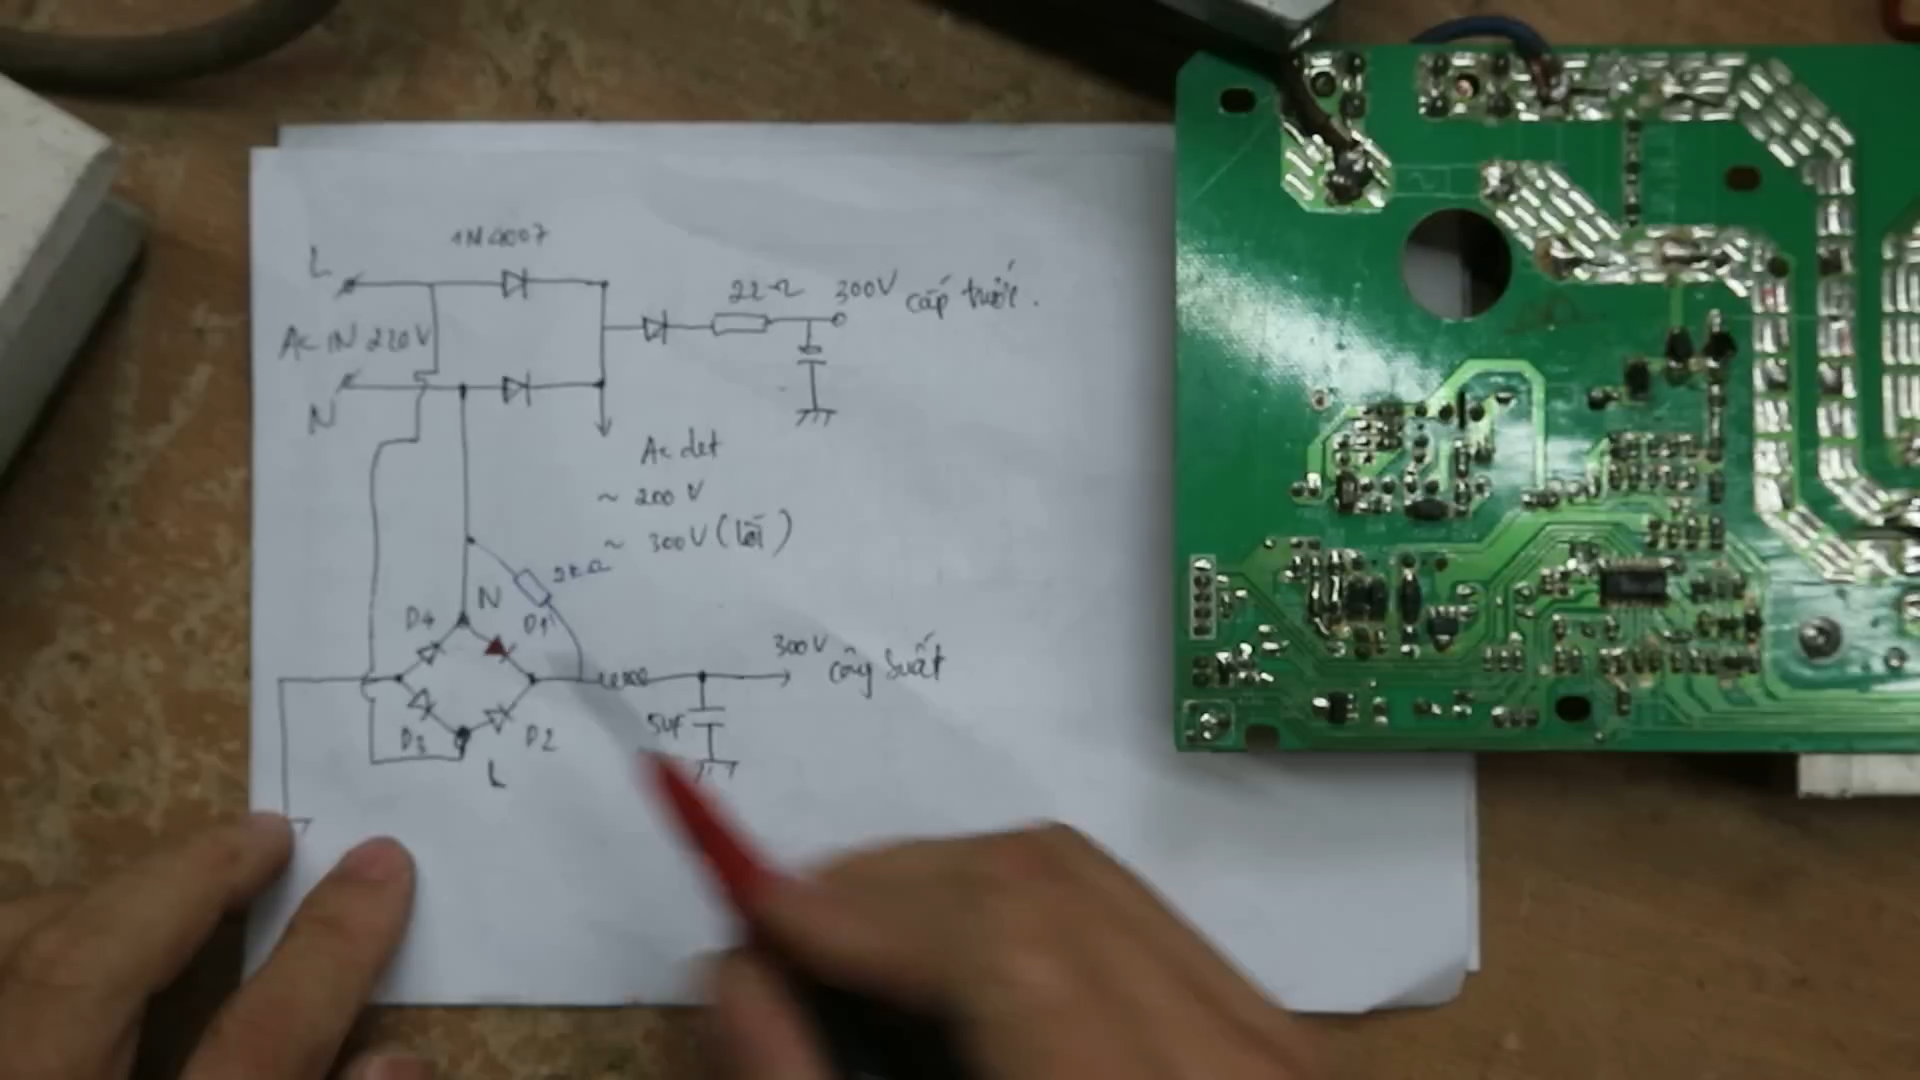 1N4007
L
22Ω 300V cấp trước.
AC IN 220V
N
Ac det
~ 200 V
~ 300V (lỗi)
2kΩ
N
D4
D1
300V công suất
5uF
D3
D2
L